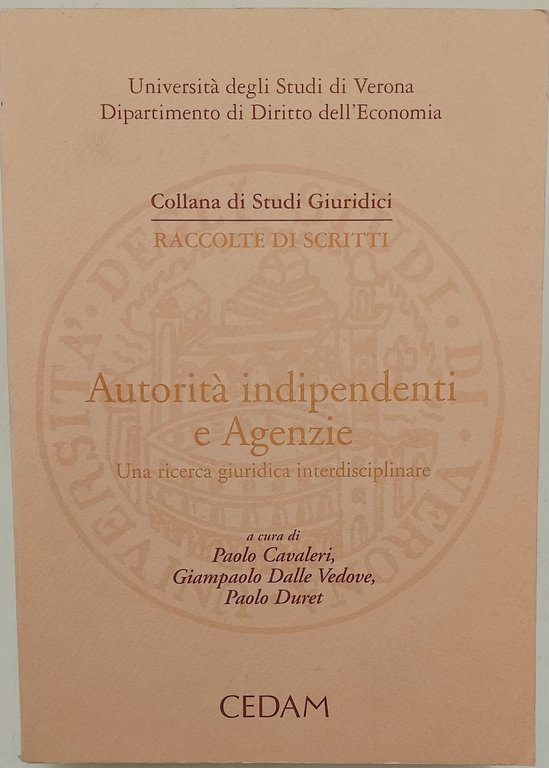 Università degli Studi di Verona
Dipartimento di Diritto dell'Economia
Collana di Studi Giuridici
RACCOLTE DI SCRITTI
Autorità indipendenti
e Agenzie
Una ricerca giuridica interdisciplinare
a cura di
Paolo Cavaleri,
Giampaolo Dalle Vedove,
Paolo Duret
CEDAM